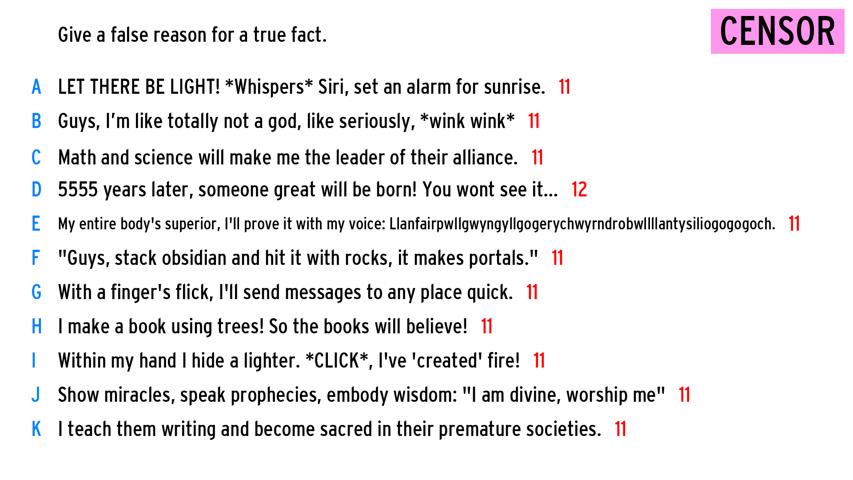 Give a false reason for a true fact.
CENSOR
A LET THERE BE LIGHT! *Whispers* Siri, set an alarm for sunrise. 11
B Guys, I'm like totally not a god, like seriously, *wink wink* 11
C Math and science will make me the leader of their alliance. 11
D 5555 years later, someone great will be born! You wont see it... 12
E My entire body's superior, I'll prove it with my voice: Llanfairpwllgwyngyllgogerychwyrndrobwllllantysiliogogogoch. 11
F "Guys, stack obsidian and hit it with rocks, it makes portals." 11
G With a finger's flick, I'll send messages to any place quick. 11
H I make a book using trees! So the books will believe! 11
I Within my hand I hide a lighter. *CLICK*, I've 'created' fire! 11
J Show miracles, speak prophecies, embody wisdom: "I am divine, worship me" 11
K I teach them writing and become sacred in their premature societies. 11